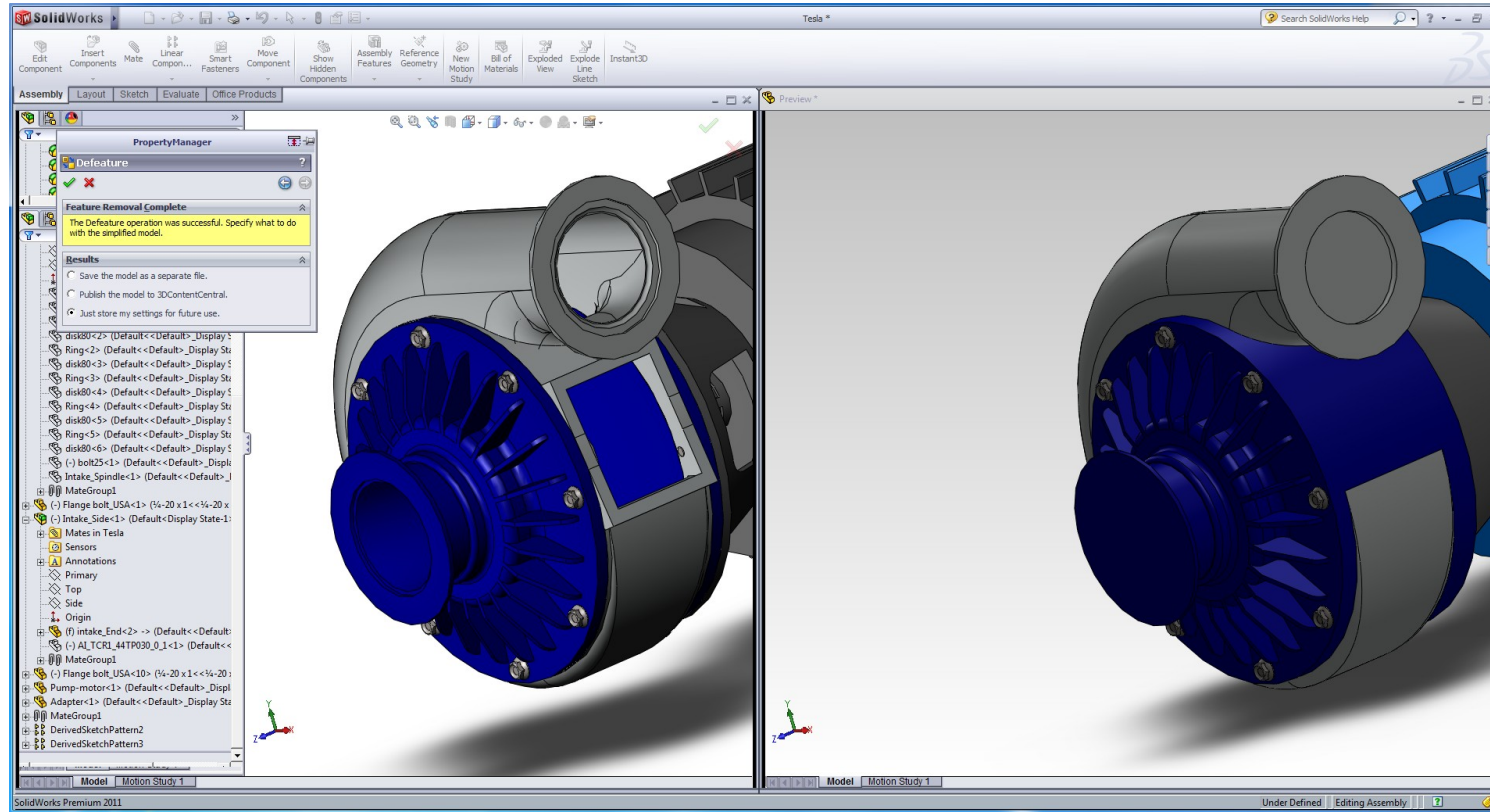 SolidWorks
Tesla *
Search SolidWorks Help
Edit Component
Insert Components
Mate
Linear Compon...
Smart Fasteners
Move Component
Show Hidden Components
Assembly Features
Reference Geometry
New Motion Study
Bill of Materials
Exploded View
Explode Line Sketch
Instant3D
Assembly Layout Sketch Evaluate Office Products
Preview *
PropertyManager
Defeature ?
Feature Removal Complete
The Defeature operation was successful. Specify what to do
with the simplified model.
Results
Save the model as a separate file.
Publish the model to 3DContentCentral.
Just store my settings for future use.
disk80<2> (Default<<Default>_Display S
Ring<2> (Default<<Default>_Display Sta
disk80<3> (Default<<Default>_Display S
Ring<3> (Default<<Default>_Display Sta
disk80<4> (Default<<Default>_Display S
Ring<4> (Default<<Default>_Display Sta
disk80<5> (Default<<Default>_Display S
Ring<5> (Default<<Default>_Display Sta
disk80<6> (Default<<Default>_Display S
(-) bolt25<1> (Default<<Default>_Displa
Intake_Spindle<1> (Default<<Default>_
MateGroup1
(-) Flange bolt_USA<1> (¼-20 x 1<<¼-20 x
(-) Intake_Side<1> (Default<Display State-1>
Mates in Tesla
Sensors
Annotations
Primary
Top
Side
Origin
(f) intake_End<2> -> (Default<<Default>
(-) AI_TCR1_44TP030_0_1<1> (Default<<
MateGroup1
(-) Flange bolt_USA<10> (¼-20 x 1<<¼-20
Pump-motor<1> (Default<<Default>_Displ
Adapter<1> (Default<<Default>_Display Sta
MateGroup1
DerivedSketchPattern2
DerivedSketchPattern3
Y
X
Z
Y
X
Z
Model Motion Study 1
Model Motion Study 1
SolidWorks Premium 2011
Under Defined Editing Assembly